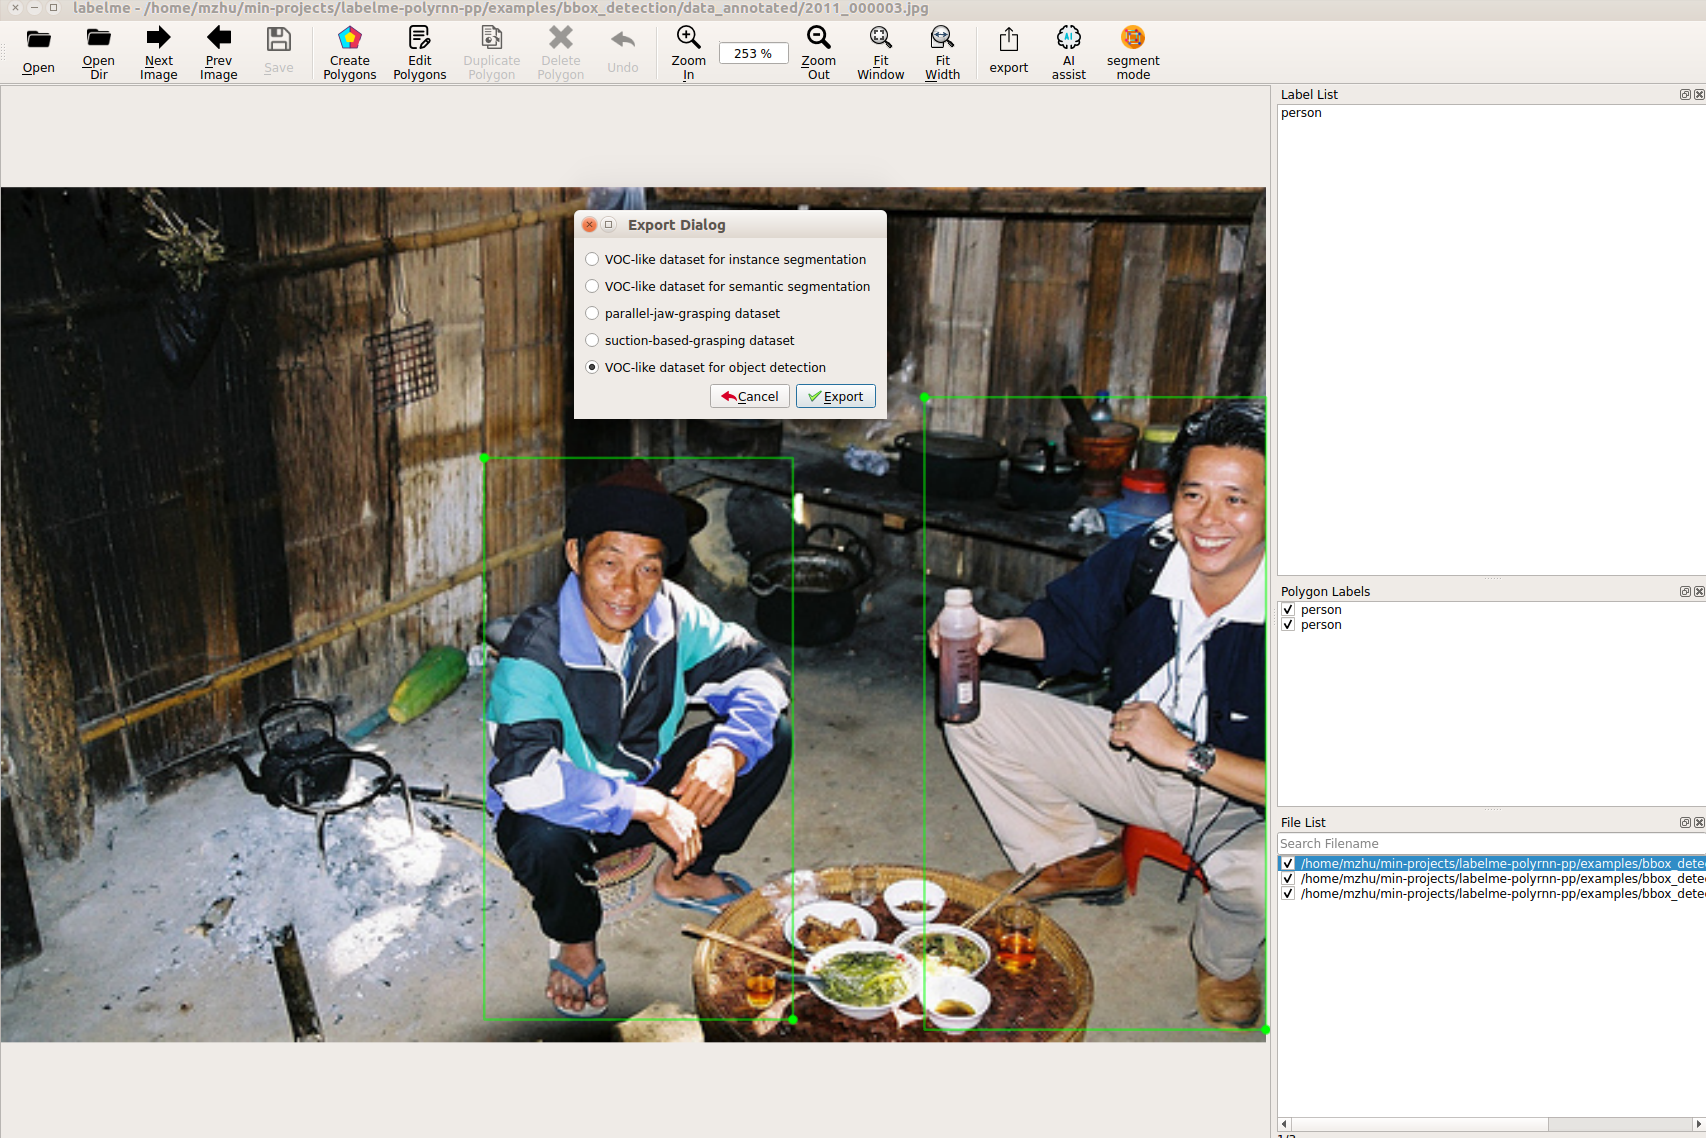 labelme - /home/mzhu/min-projects/labelme-polyrnn-pp/examples/bbox_detection/data_annotated/2011_000003.jpg
Open
Open Dir
Next Image
Prev Image
Save
Create Polygons
Edit Polygons
Duplicate Polygon
Delete Polygon
Undo
Zoom In
253 %
Zoom Out
Fit Window
Fit Width
export
AI assist
segment mode
Export Dialog
VOC-like dataset for instance segmentation
VOC-like dataset for semantic segmentation
parallel-jaw-grasping dataset
suction-based-grasping dataset
VOC-like dataset for object detection
Cancel
Export
Label List
person
Polygon Labels
person
person
File List
Search Filename
/home/mzhu/min-projects/labelme-polyrnn-pp/examples/bbox_dete
/home/mzhu/min-projects/labelme-polyrnn-pp/examples/bbox_dete
/home/mzhu/min-projects/labelme-polyrnn-pp/examples/bbox_dete